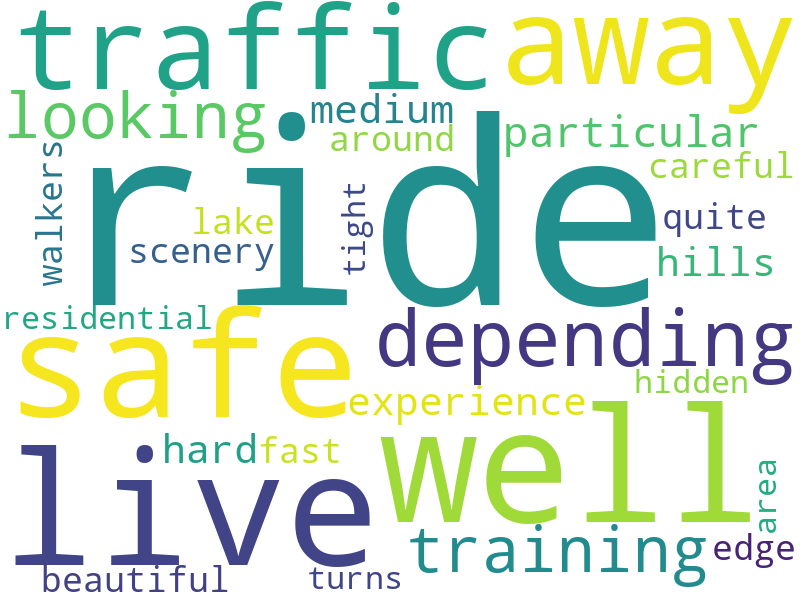 traffic
away
looking
medium
around
particular
careful
walkers
ride
lake
scenery
tight
quite
hills
residential
safe
depending
hidden
experience
live
hard
fast
well
area
training
edge
beautiful
turns